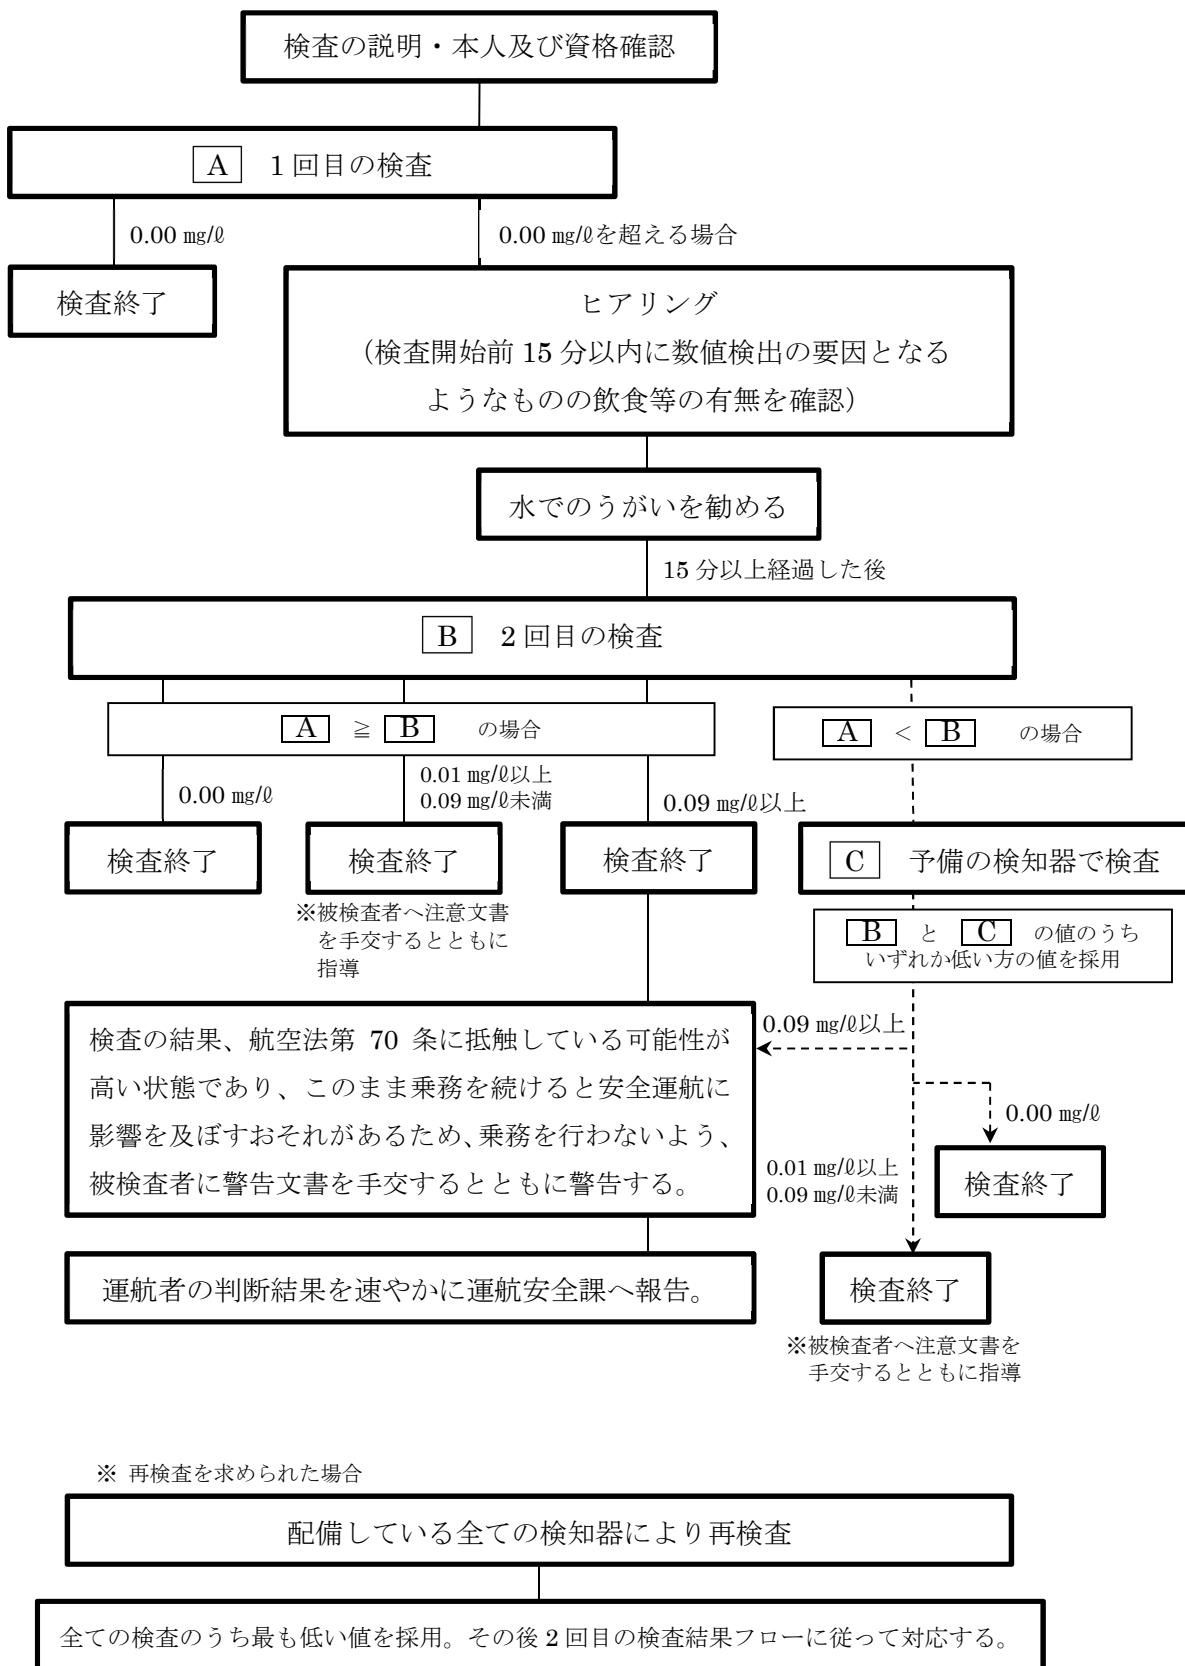 検査の説明・本人及び資格確認
A 1回目の検査
0.00 ㎎/ℓ
0.00 ㎎/ℓを超える場合
検査終了
ヒアリング
（検査開始前 15 分以内に数値検出の要因となる
ようなものの飲食等の有無を確認）
水でのうがいを勧める
15 分以上経過した後
B 2回目の検査
A ≧ B の場合
A < B の場合
0.00 ㎎/ℓ
0.01 ㎎/ℓ以上
0.09 ㎎/ℓ未満
0.09 ㎎/ℓ以上
検査終了
検査終了
検査終了
C 予備の検知器で検査
※被検査者へ注意文書
を手交するとともに
指導
B と C の値のうち
いずれか低い方の値を採用
検査の結果、航空法第 70 条に抵触している可能性が
高い状態であり、このまま乗務を続けると安全運航に
影響を及ぼすおそれがあるため、乗務を行わないよう、
被検査者に警告文書を手交するとともに警告する。
0.09 ㎎/ℓ以上
0.00 ㎎/ℓ
0.01 ㎎/ℓ以上
0.09 ㎎/ℓ未満
検査終了
運航者の判断結果を速やかに運航安全課へ報告。
検査終了
※被検査者へ注意文書を
手交するとともに指導
※ 再検査を求められた場合
配備している全ての検知器により再検査
全ての検査のうち最も低い値を採用。その後 2 回目の検査結果フローに従って対応する。